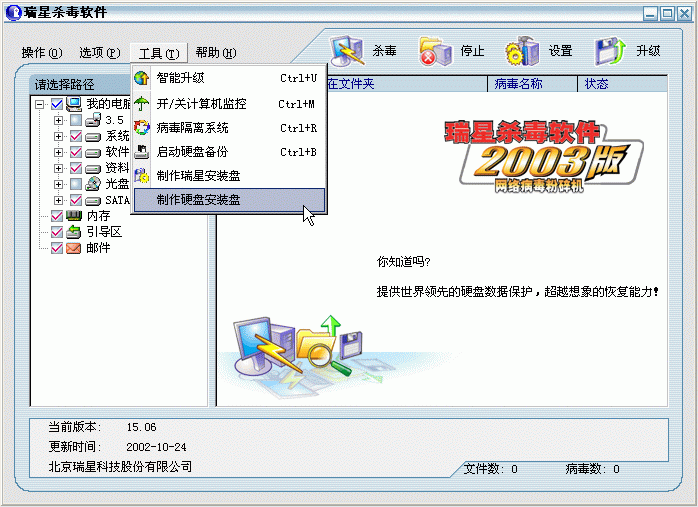 瑞星杀毒软件
操作(O) 选项(P) 工具(T) 帮助(H) 杀毒 停止 设置 升级
请选择路径
在文件夹 病毒名称 状态
智能升级 Ctrl+U
开/关计算机监控 Ctrl+M
病毒隔离系统 Ctrl+R
启动硬盘备份 Ctrl+B
制作瑞星安装盘
制作硬盘安装盘
我的电脑
3.5
系统
软件
资料
光盘
SATA
内存
引导区
邮件
瑞星杀毒软件
2003版
网络病毒粉碎机
你知道吗?
提供世界领先的硬盘数据保护，超越想象的恢复能力!
当前版本: 15.06
更新时间: 2002-10-24
北京瑞星科技股份有限公司
文件数: 0 病毒数: 0